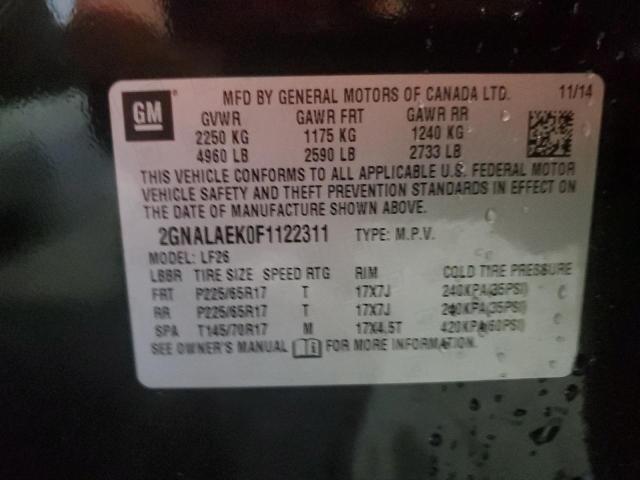 GM MFD BY GENERAL MOTORS OF CANADA LTD. 11/14
GVWR GAWR FRT GAWR RR
2250 KG 1175 KG 1240 KG
4960 LB 2590 LB 2733 LB
THIS VEHICLE CONFORMS TO ALL APPLICABLE U.S. FEDERAL MOTOR
VEHICLE SAFETY AND THEFT PREVENTION STANDARDS IN EFFECT ON
THE DATE OF MANUFACTURE SHOWN ABOVE.
2GNALAEK0F1122311 TYPE: M.P.V.
MODEL: LF26
LBBR TIRE SIZE SPEED RTG RIM COLD TIRE PRESSURE
FRT P225/65R17 T 17X7J 240KPA(35PSI)
RR P225/65R17 T 17X7J 240KPA(35PSI)
SPA T145/70R17 M 17X4.5T 420KPA(60PSI)
SEE OWNER'S MANUAL FOR MORE INFORMATION.